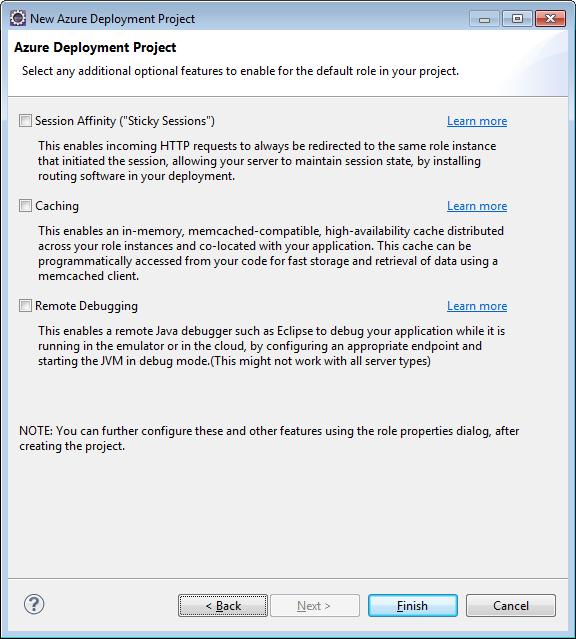 New Azure Deployment Project
Azure Deployment Project
Select any additional optional features to enable for the default role in your project.
Session Affinity ("Sticky Sessions") Learn more
This enables incoming HTTP requests to always be redirected to the same role instance
that initiated the session, allowing your server to maintain session state, by installing
routing software in your deployment.
Caching Learn more
This enables an in-memory, memcached-compatible, high-availability cache distributed
across your role instances and co-located with your application. This cache can be
programmatically accessed from your code for fast storage and retrieval of data using a
memcached client.
Remote Debugging Learn more
This enables a remote Java debugger such as Eclipse to debug your application while it is
running in the emulator or in the cloud, by configuring an appropriate endpoint and
starting the JVM in debug mode.(This might not work with all server types)
NOTE: You can further configure these and other features using the role properties dialog, after
creating the project.
? < Back Next > Finish Cancel